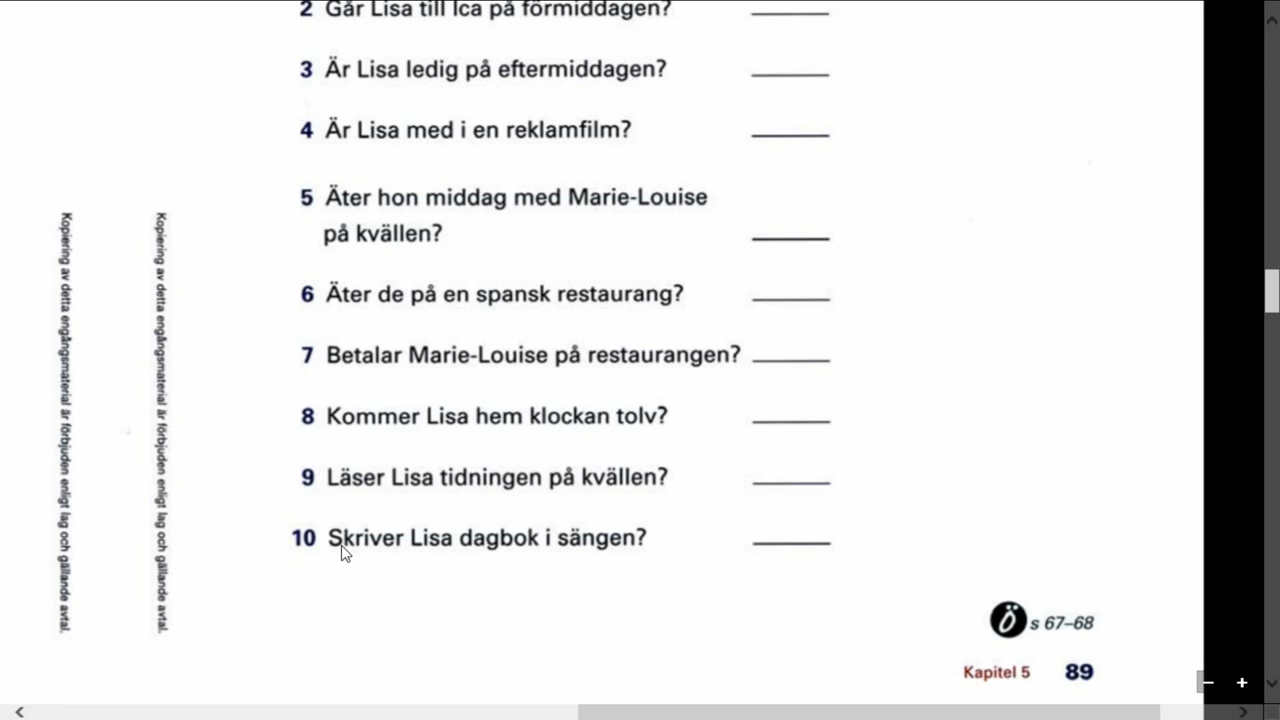 2 Går Lisa till Ica på förmiddagen?
3 Är Lisa ledig på eftermiddagen?
4 Är Lisa med i en reklamfilm?
5 Äter hon middag med Marie-Louise
på kvällen?
6 Äter de på en spansk restaurang?
7 Betalar Marie-Louise på restaurangen?
8 Kommer Lisa hem klockan tolv?
9 Läser Lisa tidningen på kvällen?
10 Skriver Lisa dagbok i sängen?
Kopiering av detta engångsmaterial är förbjuden enligt lag och gällande avtal.
Kopiering av detta engångsmaterial är förbjuden enligt lag och gällande avtal.
Ö s 67–68
Kapitel 5 89